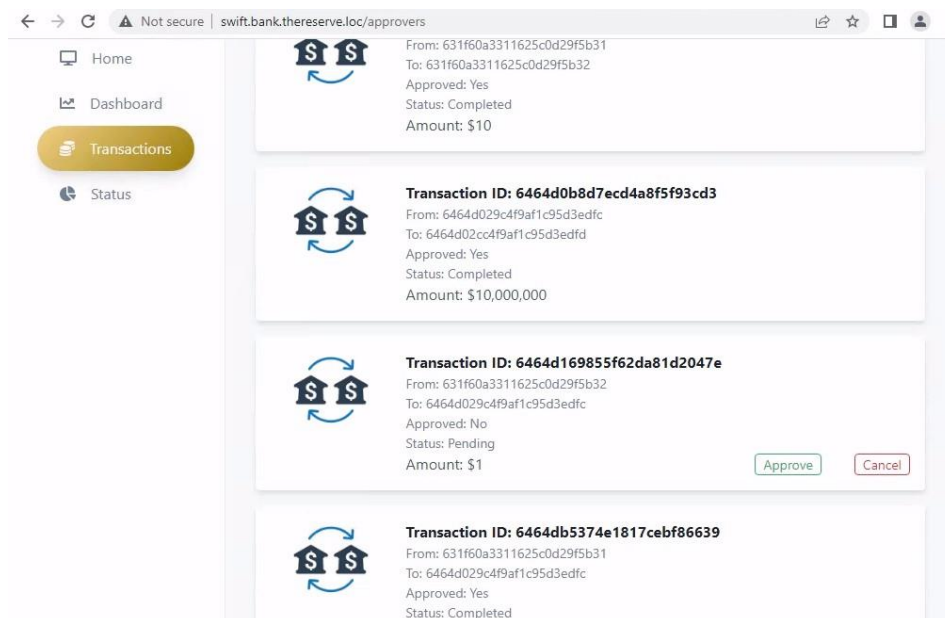 Not secure | swift.bank.thereserve.loc/approvers
Home
Dashboard
Transactions
Status
From: 631f60a3311625c0d29f5b31
To: 631f60a3311625c0d29f5b32
Approved: Yes
Status: Completed
Amount: $10
Transaction ID: 6464d0b8d7ecd4a8f5f93cd3
From: 6464d029c4f9af1c95d3edfc
To: 6464d02cc4f9af1c95d3edfd
Approved: Yes
Status: Completed
Amount: $10,000,000
Transaction ID: 6464d169855f62da81d2047e
From: 631f60a3311625c0d29f5b32
To: 6464d029c4f9af1c95d3edfc
Approved: No
Status: Pending
Amount: $1
Approve
Cancel
Transaction ID: 6464db5374e1817cebf86639
From: 631f60a3311625c0d29f5b31
To: 6464d029c4f9af1c95d3edfc
Approved: Yes
Status: Completed